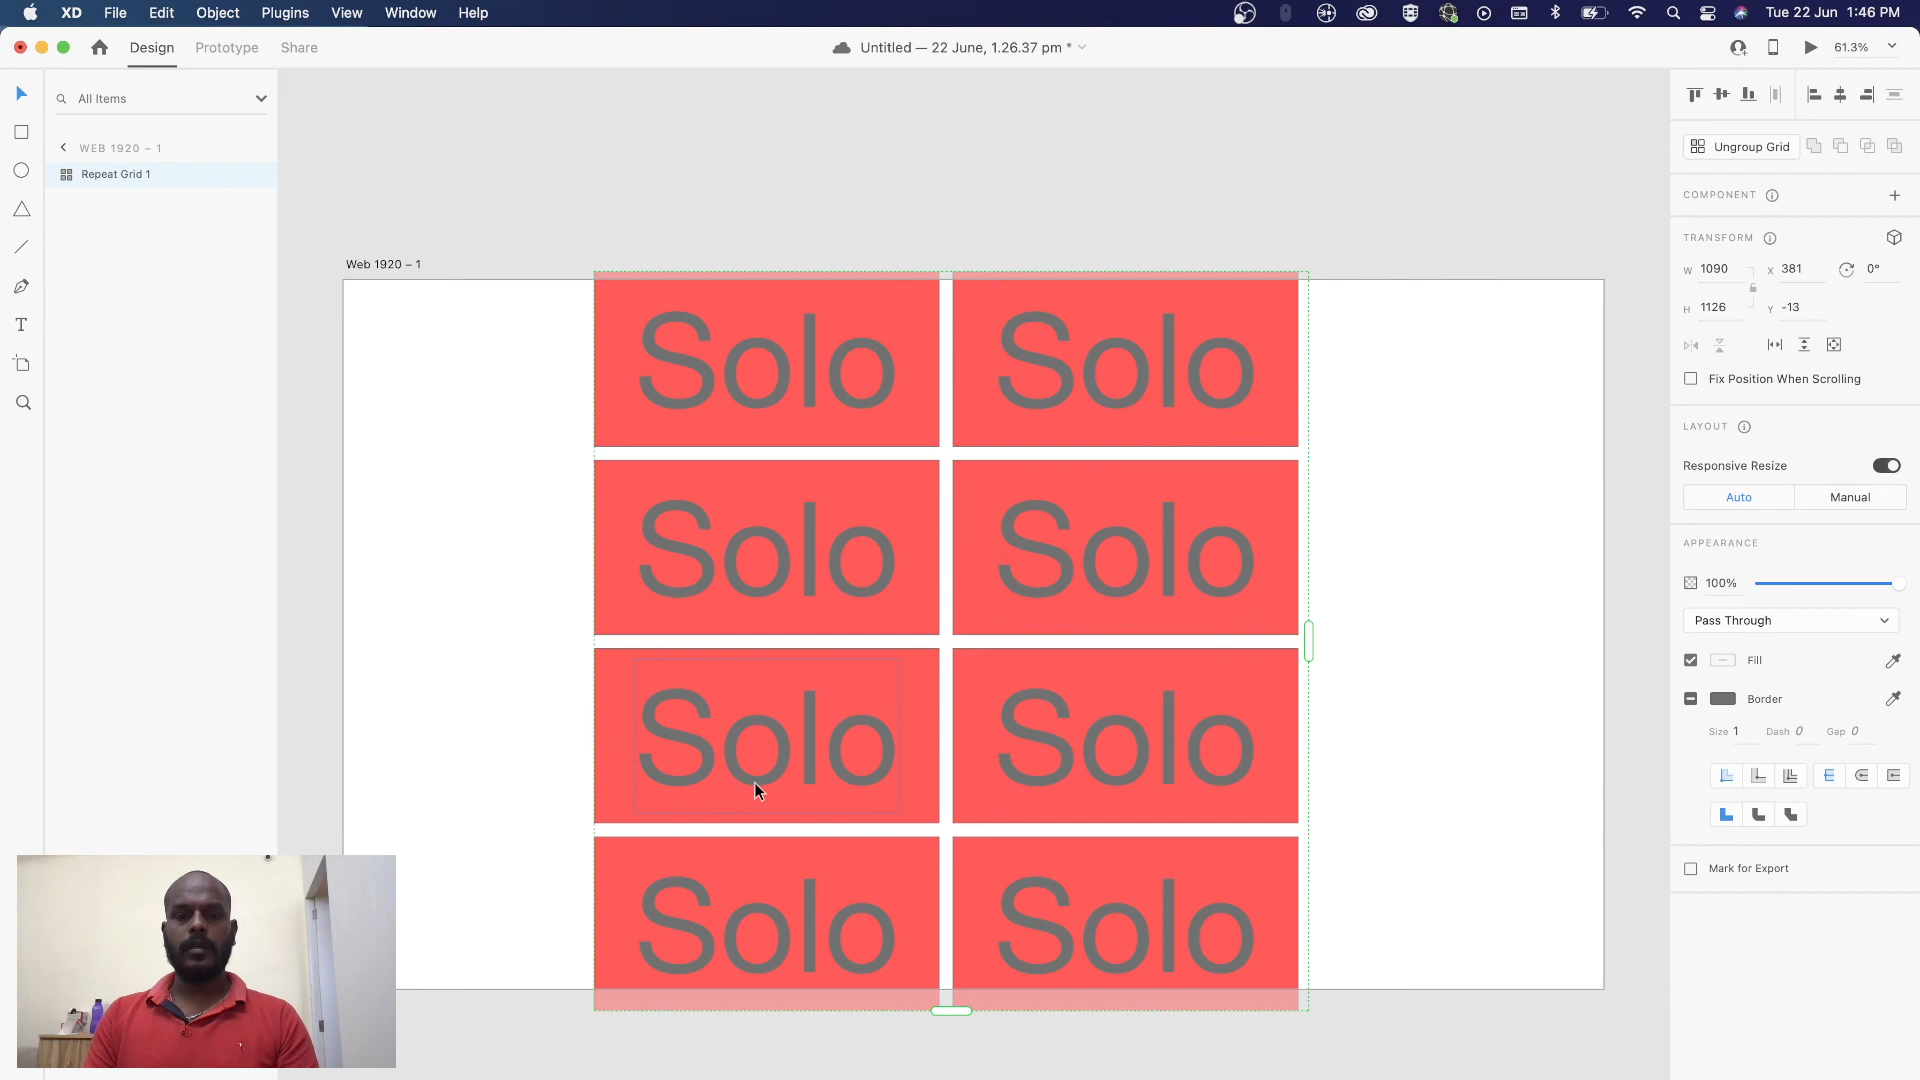 XD File Edit Object Plugins View Window Help Tue 22 Jun 1:46 PM
Design Prototype Share Untitled — 22 June, 1.26.37 pm * 61.3%
All Items
WEB 1920 – 1
Repeat Grid 1
Web 1920 – 1
Solo Solo
Solo Solo
Solo Solo
Solo Solo
Ungroup Grid
COMPONENT
TRANSFORM
W 1090 X 381 0°
H 1126 Y -13
Fix Position When Scrolling
LAYOUT
Responsive Resize
Auto Manual
APPEARANCE
100%
Pass Through
Fill
Border
Size 1 Dash 0 Gap 0
Mark for Export
T